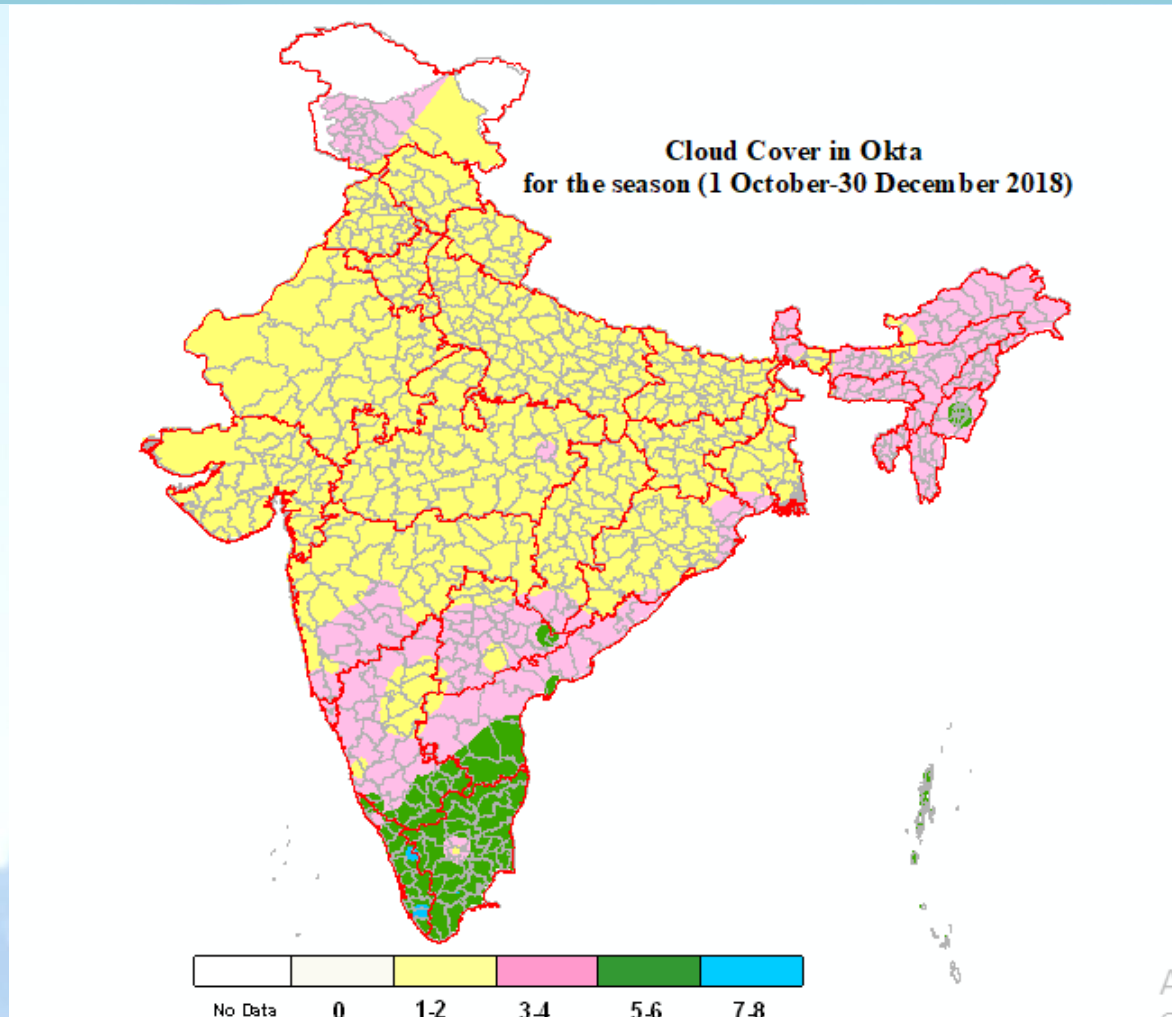 Cloud Cover in Okta
for the season (1 October-30 December 2018)
No Data 0 1-2 3-4 5-6 7-8